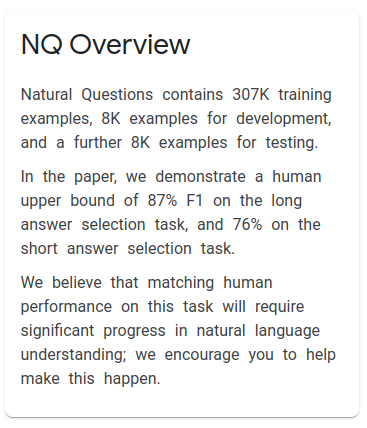 NQ Overview
Natural Questions contains 307K training
examples, 8K examples for development,
and a further 8K examples for testing.
In the paper, we demonstrate a human
upper bound of 87% F1 on the long
answer selection task, and 76% on the
short answer selection task.
We believe that matching human
performance on this task will require
significant progress in natural language
understanding; we encourage you to help
make this happen.